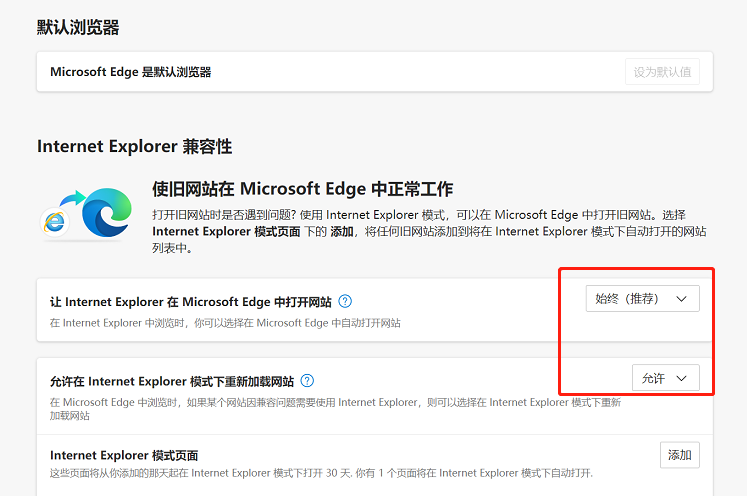 默认浏览器
Microsoft Edge 是默认浏览器
设为默认值
Internet Explorer 兼容性
使旧网站在 Microsoft Edge 中正常工作
打开旧网站时是否遇到问题? 使用 Internet Explorer 模式，可以在 Microsoft Edge 中打开旧网站。选择
Internet Explorer 模式页面 下的 添加，将任何旧网站添加到将在 Internet Explorer 模式下自动打开的网站
列表中。
让 Internet Explorer 在 Microsoft Edge 中打开网站
始终（推荐）
在 Internet Explorer 中浏览时，你可以选择在 Microsoft Edge 中自动打开网站
允许在 Internet Explorer 模式下重新加载网站
允许
在 Microsoft Edge 中浏览时，如果某个网站因兼容问题需要使用 Internet Explorer，则可以选择在 Internet Explorer 模式下重新
加载网站
Internet Explorer 模式页面
添加
这些页面将从你添加的那天起在 Internet Explorer 模式下打开 30 天. 你有 1 个页面将在 Internet Explorer 模式下自动打开.